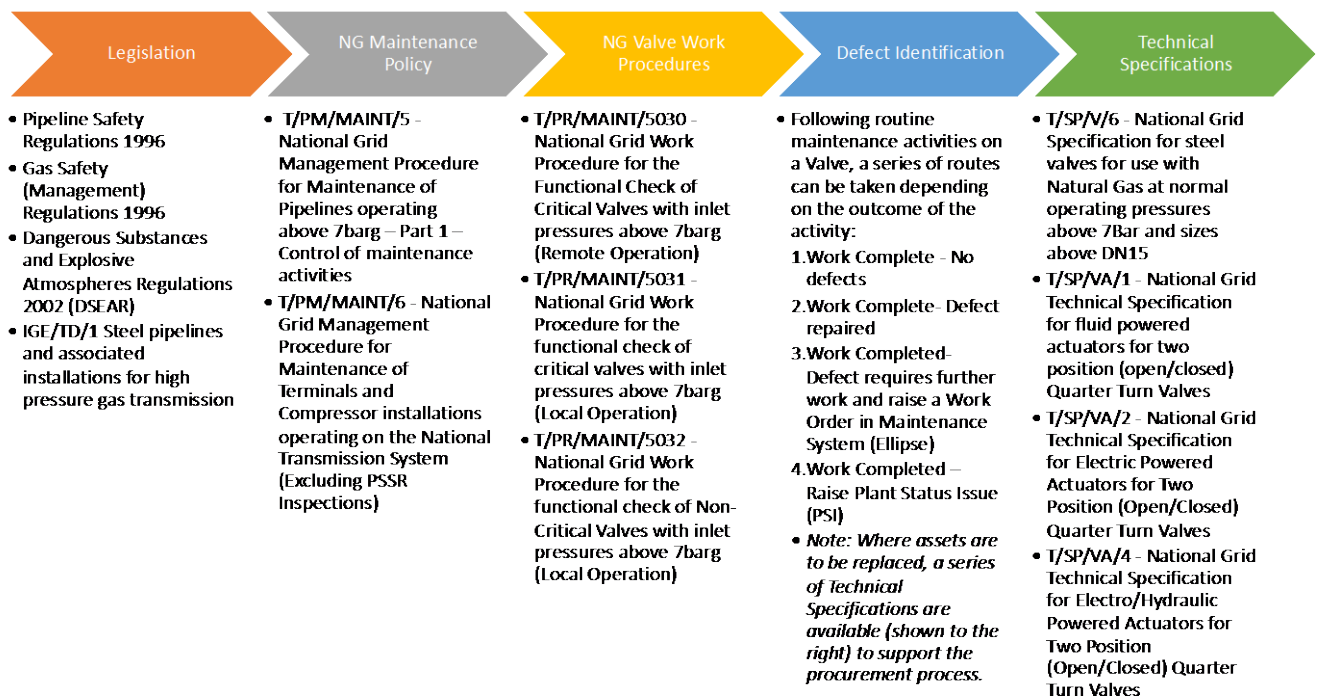 Legislation
NG Maintenance
Policy
NG Valve Work
Procedures
Defect Identification
Technical
Specifications
• Pipeline Safety
Regulations 1996
• Gas Safety
(Management)
Regulations 1996
• Dangerous Substances
and Explosive
Atmospheres Regulations
2002 (DSEAR)
• IGE/TD/1 Steel pipelines
and associated
installations for high
pressure gas transmission
• T/PM/MAINT/5 -
National Grid
Management Procedure
for Maintenance of
Pipelines operating
above 7barg – Part 1 –
Control of maintenance
activities
• T/PM/MAINT/6 - National
Grid Management
Procedure for
Maintenance of
Terminals and
Compressor installations
operating on the National
Transmission System
(Excluding PSSR
Inspections)
• T/PR/MAINT/5030 -
National Grid Work
Procedure for the
Functional Check of
Critical Valves with inlet
pressures above 7barg
(Remote Operation)
• T/PR/MAINT/5031 -
National Grid Work
Procedure for the
functional check of
critical valves with inlet
pressures above 7barg
(Local Operation)
• T/PR/MAINT/5032 -
National Grid Work
Procedure for the
functional check of Non-
Critical Valves with inlet
pressures above 7barg
(Local Operation)
• Following routine
maintenance activities on
a Valve, a series of routes
can be taken depending
on the outcome of the
activity:
1.Work Complete - No
defects
2.Work Complete- Defect
repaired
3.Work Completed-
Defect requires further
work and raise a Work
Order in Maintenance
System (Ellipse)
4.Work Completed –
Raise Plant Status Issue
(PSI)
• Note: Where assets are
to be replaced, a series
of Technical
Specifications are
available (shown to the
right) to support the
procurement process.
• T/SP/V/6 - National Grid
Specification for steel
valves for use with
Natural Gas at normal
operating pressures
above 7Bar and sizes
above DN15
• T/SP/VA/1 - National Grid
Technical Specification
for fluid powered
actuators for two
position (open/closed)
Quarter Turn Valves
• T/SP/VA/2 - National Grid
Technical Specification
for Electric Powered
Actuators for Two
Position (Open/Closed)
Quarter Turn Valves
• T/SP/VA/4 - National Grid
Technical Specification
for Electro/Hydraulic
Powered Actuators for
Two Position
(Open/Closed) Quarter
Turn Valves